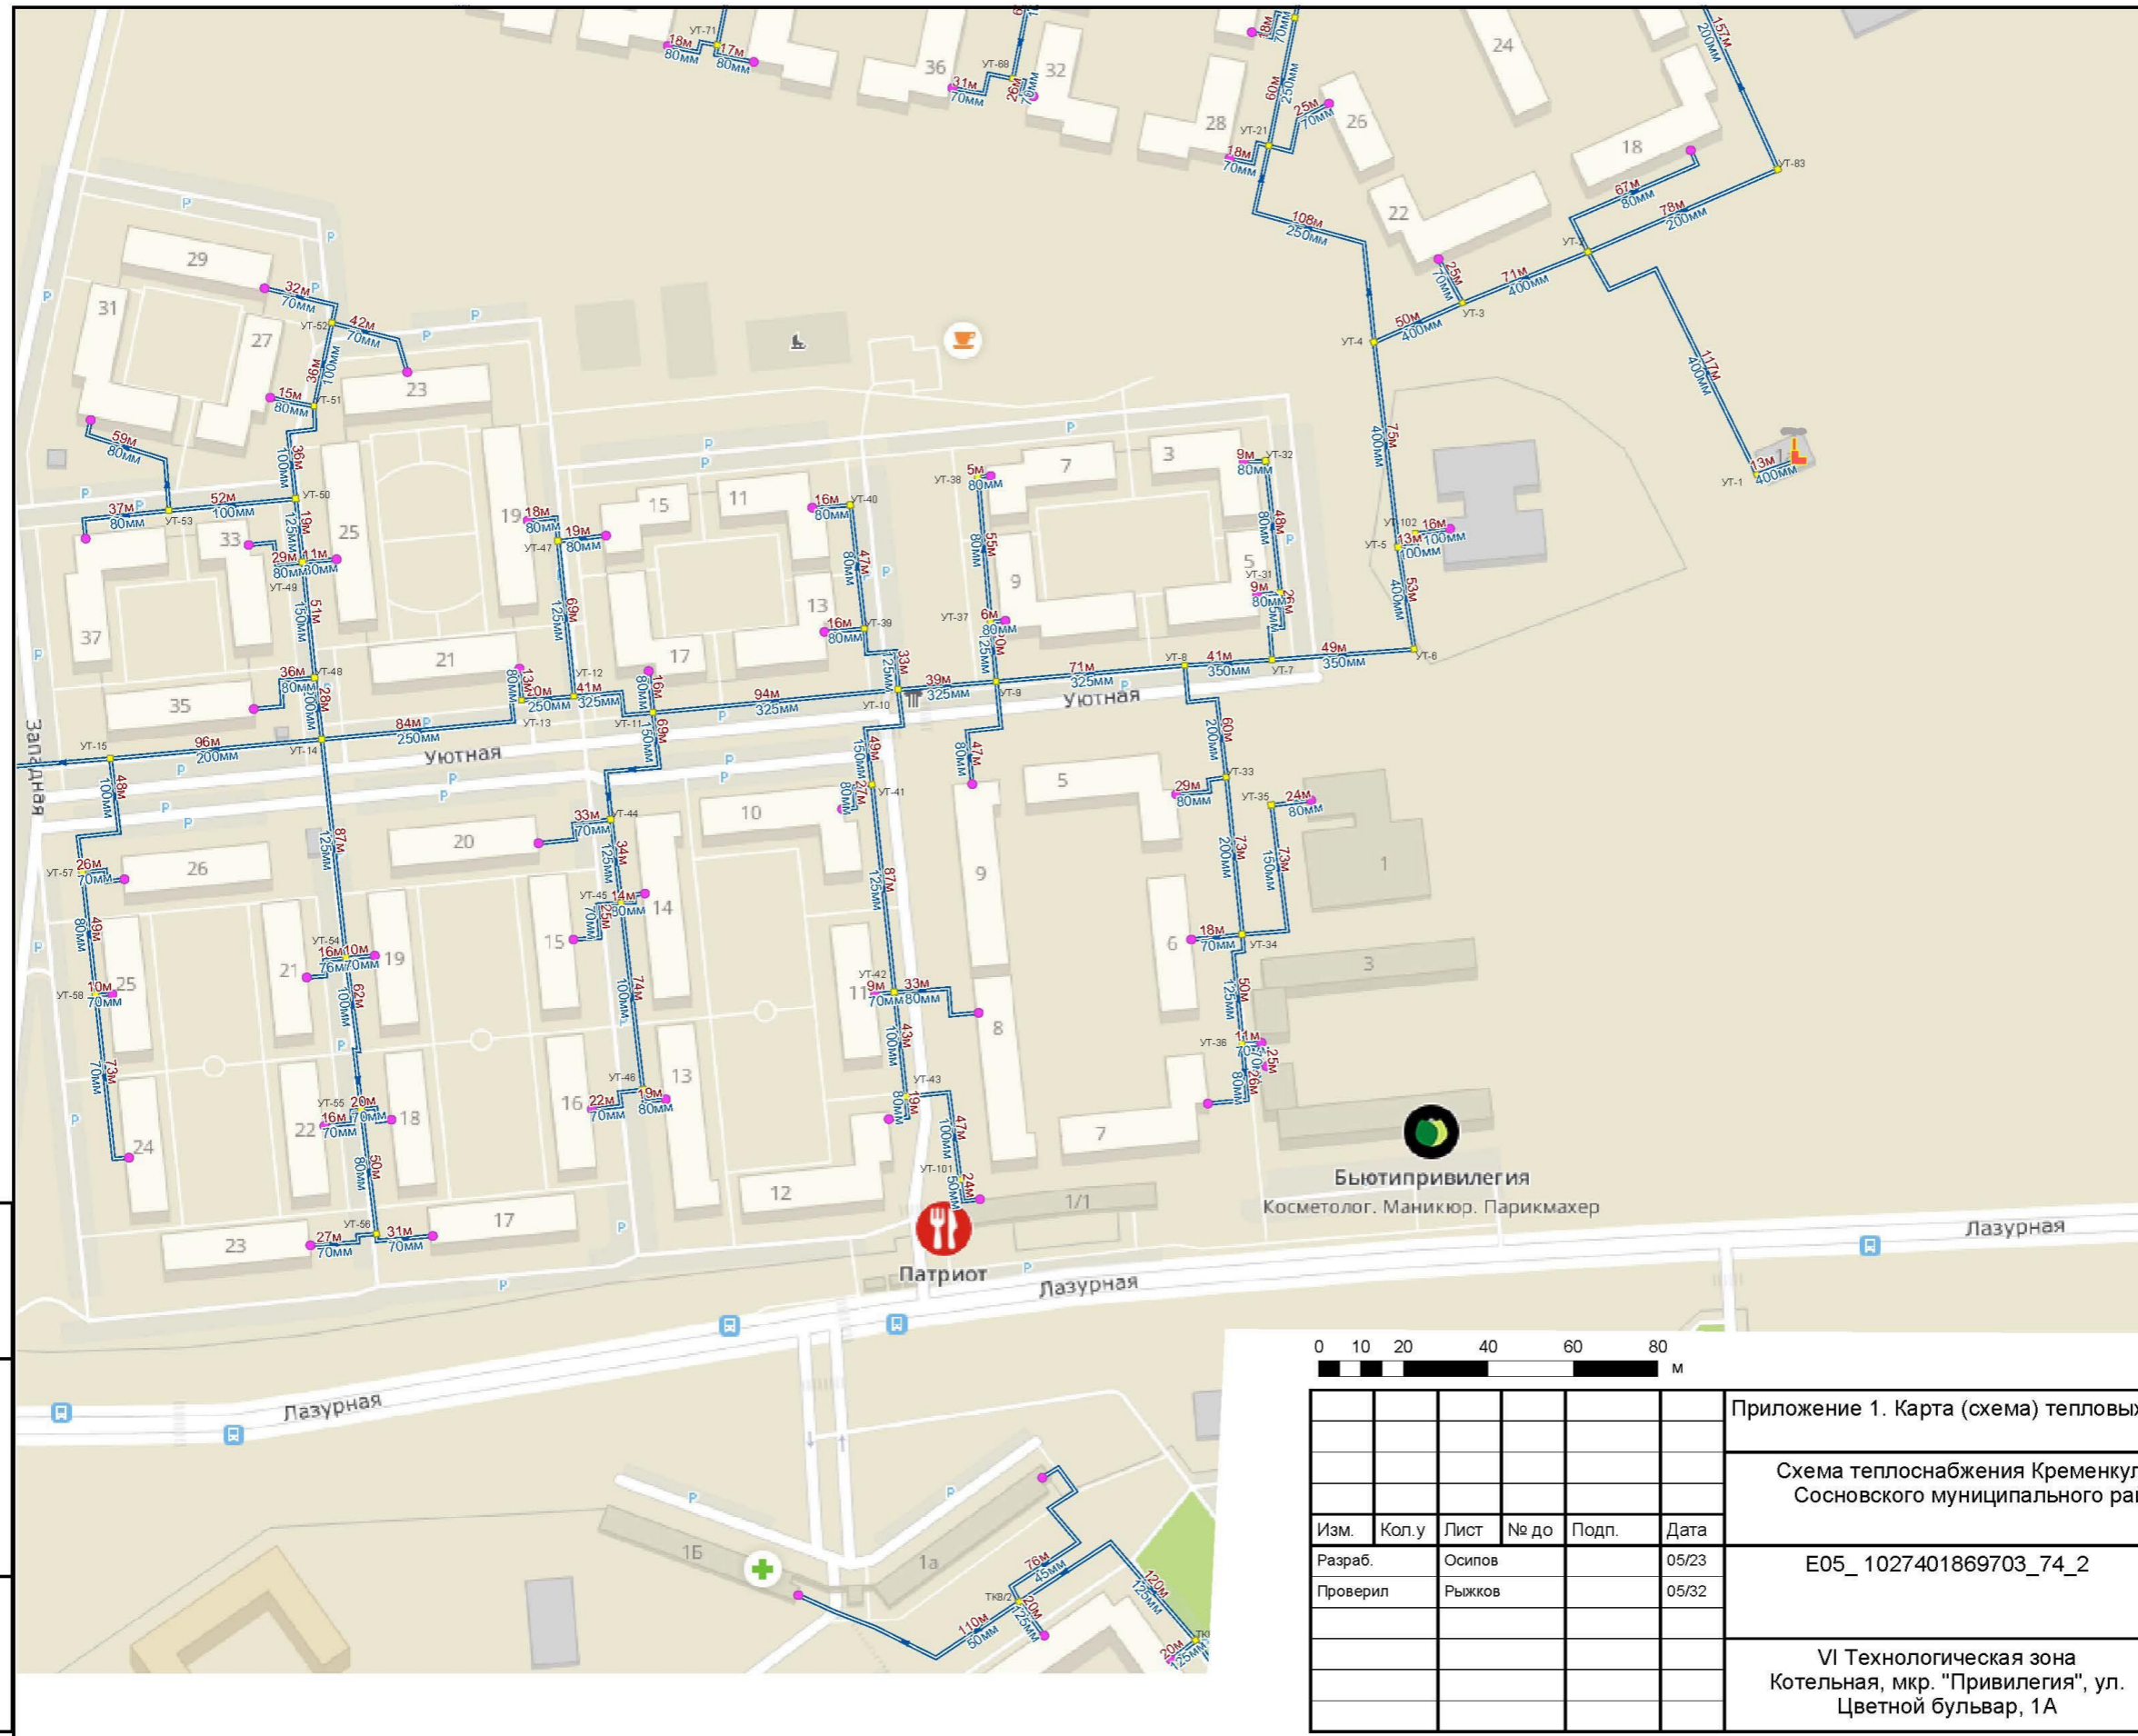 УТ-71
18м
80мм
17м
80мм
36
УТ-68
32
31м
70мм
26м
70мм
18м
70мм
60м
250мм
28
УТ-21
18м
70мм
25м
70мм
26
24
18
157м
200мм
УТ-83
67м
80мм
78м
200мм
22
УТ-2
25м
70мм
71м
400мм
УТ-3
50м
400мм
УТ-4
108м
250мм
117м
400мм
13м
400мм
УТ-1
75м
400мм
УТ-102
16м
100мм
13м
100мм
УТ-5
53м
400мм
УТ-6
49м
350мм
УТ-7
41м
350мм
УТ-8
71м
325мм
УТ-9
39м
325мм
УТ-10
94м
325мм
УТ-11
41м
325мм
УТ-12
20м
250мм
УТ-13
84м
250мм
УТ-14
96м
200мм
УТ-15
29
31
27
32м
70мм
УТ-52
42м
70мм
36м
100мм
23
15м
80мм
УТ-51
59м
80мм
36м
100мм
УТ-50
52м
100мм
37м
80мм
УТ-53
19м
125мм
25
33
29м
80мм
11м
80мм
УТ-49
51м
150мм
37
35
36м
80мм
УТ-48
28м
200мм
21
13м
80мм
19
18м
80мм
19м
80мм
УТ-47
69м
125мм
15
11
13
17
16м
80мм
16м
80мм
УТ-40
47м
80мм
16м
80мм
УТ-39
33м
125мм
5м
80мм
УТ-38
55м
80мм
7
9
УТ-37
6м
80мм
125мм
3
5
9м
80мм
УТ-32
48м
80мм
УТ-31
9м
80мм
26м
Уютная
Уютная
Западная
48м
100мм
26м
70мм
УТ-57
26
49м
80мм
25
УТ-58
10м
70мм
73м
70мм
24
23
87м
125мм
УТ-54
16м
76м
10м
70мм
21
19
62м
100мм
УТ-55
16м
70мм
20м
70мм
22
18
50м
80мм
УТ-56
27м
70мм
31м
70мм
17
69м
150мм
УТ-44
33м
70мм
20
34м
125мм
УТ-45
14м
80мм
25м
70мм
15
14
74м
100мм
УТ-46
22м
70мм
19м
80мм
16
13
10
49м
150мм
27м
80мм
УТ-41
87м
125мм
УТ-42
9м
70мм
33м
80мм
11
43м
100мм
УТ-43
19м
80мм
47м
100мм
УТ-101
24м
50мм
12
1/1
47м
80мм
9
8
5
60м
200мм
29м
80мм
УТ-33
73м
200мм
УТ-35
24м
80мм
73м
150мм
1
6
18м
70мм
УТ-34
3
50м
125мм
УТ-36
11м
70мм
25м
70мм
26м
80мм
7
Бьютипривилегия
Косметолог. Маникюр. Парикмахер
Патриот
Лазурная
Лазурная
Лазурная
1Б
1а
76м
45мм
ТК8/2
20м
125мм
110м
50мм
120м
125мм
20м
125мм
0 10 20 40 60 80
м
Приложение 1. Карта (схема) тепловых
Схема теплоснабжения Кременкул
Сосновского муниципального ра
Изм. Кол.у Лист № до Подп. Дата
Разраб. Осипов 05/23
Проверил Рыжков 05/32
Е05_ 1027401869703_74_2
VI Технологическая зона
Котельная, мкр. "Привилегия", ул.
Цветной бульвар, 1А